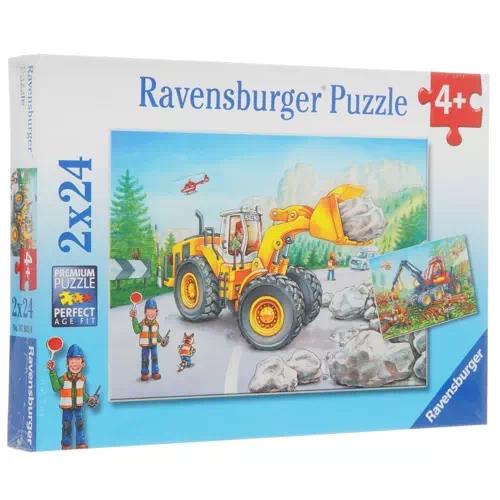 Ravensburger® Puzzle
4+
2x24
PREMIUM
PUZZLE
PERFECT
AGE FIT
Ravensburger
Ravensburger
Puzzle
4+
2x24
Ravensburger